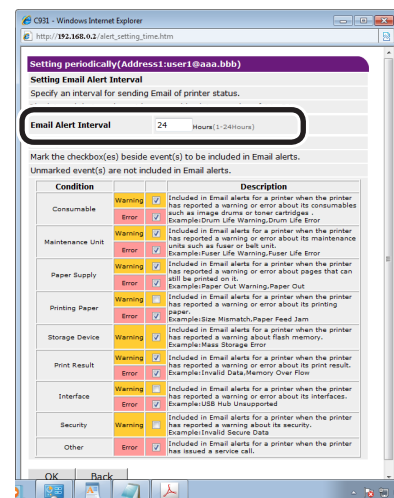 C931 - Windows Internet Explorer
http://192.168.0.2/alert_setting_time.htm
Setting periodically(Address1:user1@aaa.bbb)
Setting Email Alert Interval
Specify an interval for sending Email of printer status.
Email Alert Interval 24 Hours(1-24Hours)
Mark the checkbox(es) beside event(s) to be included in Email alerts.
Unmarked event(s) are not included in Email alerts.
Condition Description
Consumable
Warning
Error
Included in Email alerts for a printer when the printer
has reported a warning or error about its consumables
such as image drums or toner cartridges .
Example:Drum Life Warning,Drum Life Error
Maintenance Unit
Warning
Error
Included in Email alerts for a printer when the printer
has reported a warning or error about its maintenance
units such as fuser or belt unit.
Example:Fuser Life Warning,Fuser Life Error
Paper Supply
Warning
Error
Included in Email alerts for a printer when the printer
has reported a warning or error about pages that can
still be printed on it.
Example:Paper Out Warning,Paper Out
Printing Paper
Warning
Error
Included in Email alerts for a printer when the printer
has reported a warning or error about its printing
paper.
Example:Size Mismatch,Paper Feed Jam
Storage Device
Warning
Included in Email alerts for a printer when the printer
has reported a warning about flash memory.
Example:Mass Storage Error
Print Result
Warning
Error
Included in Email alerts for a printer when the printer
has reported a warning or error about its print result.
Example:Invalid Data,Memory Over Flow
Interface
Warning
Error
Included in Email alerts for a printer when the printer
has reported a warning or error about its interfaces.
Example:USB Hub Unsupported
Security
Warning
Included in Email alerts for a printer when the printer
has reported a warning about its security.
Example:Invalid Secure Data
Other
Error
Included in Email alerts for a printer when the printer
has issued a service call.
OK Back